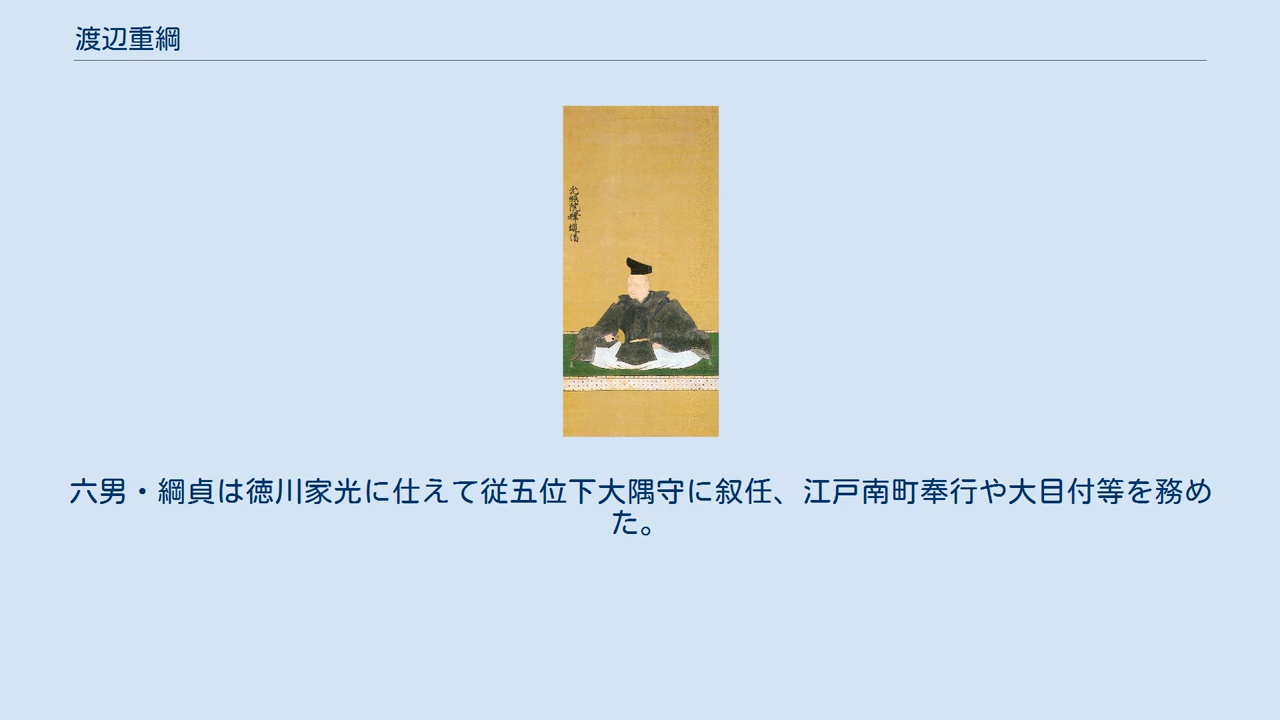 渡辺重綱
六男・綱貞は徳川家光に仕えて従五位下大隅守に叙任、江戸南町奉行や大目付等を務め
た。